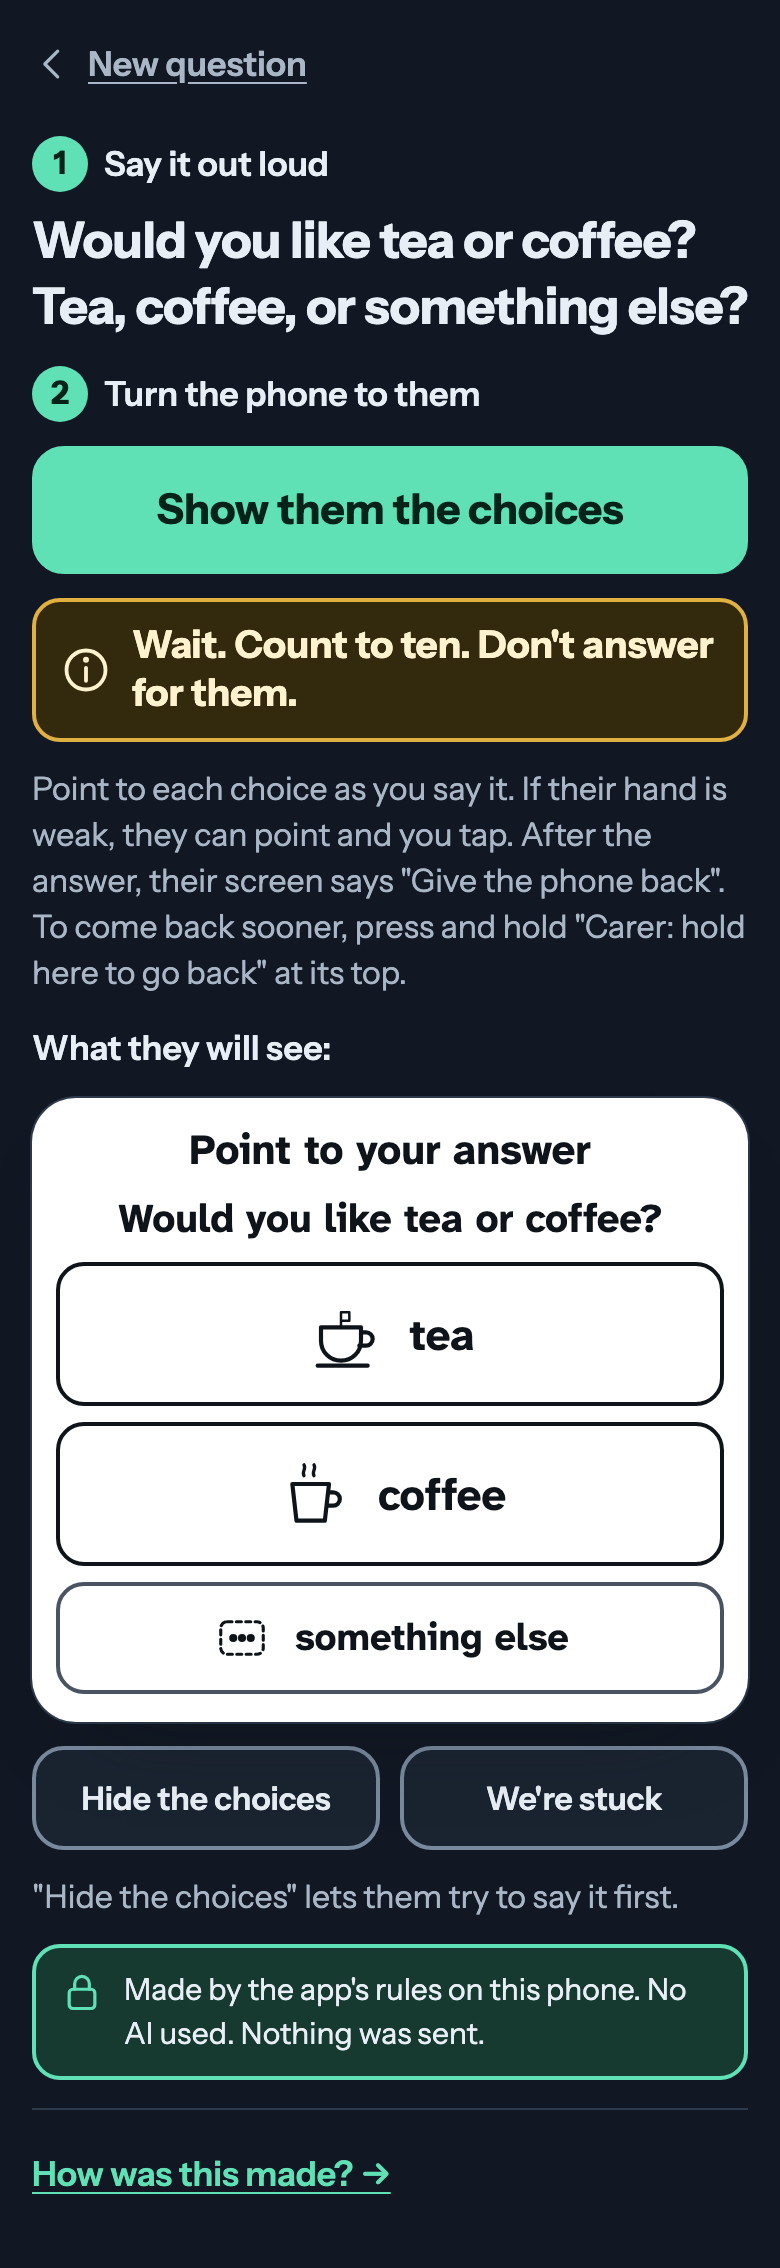 New question
1 Say it out loud
Would you like tea or coffee?
Tea, coffee, or something else?
2 Turn the phone to them
Show them the choices
Wait. Count to ten. Don't answer
for them.
Point to each choice as you say it. If their hand is
weak, they can point and you tap. After the
answer, their screen says "Give the phone back".
To come back sooner, press and hold "Carer: hold
here to go back" at its top.
What they will see:
Point to your answer
Would you like tea or coffee?
tea
coffee
something else
Hide the choices
We're stuck
"Hide the choices" lets them try to say it first.
Made by the app's rules on this phone. No
AI used. Nothing was sent.
How was this made? →